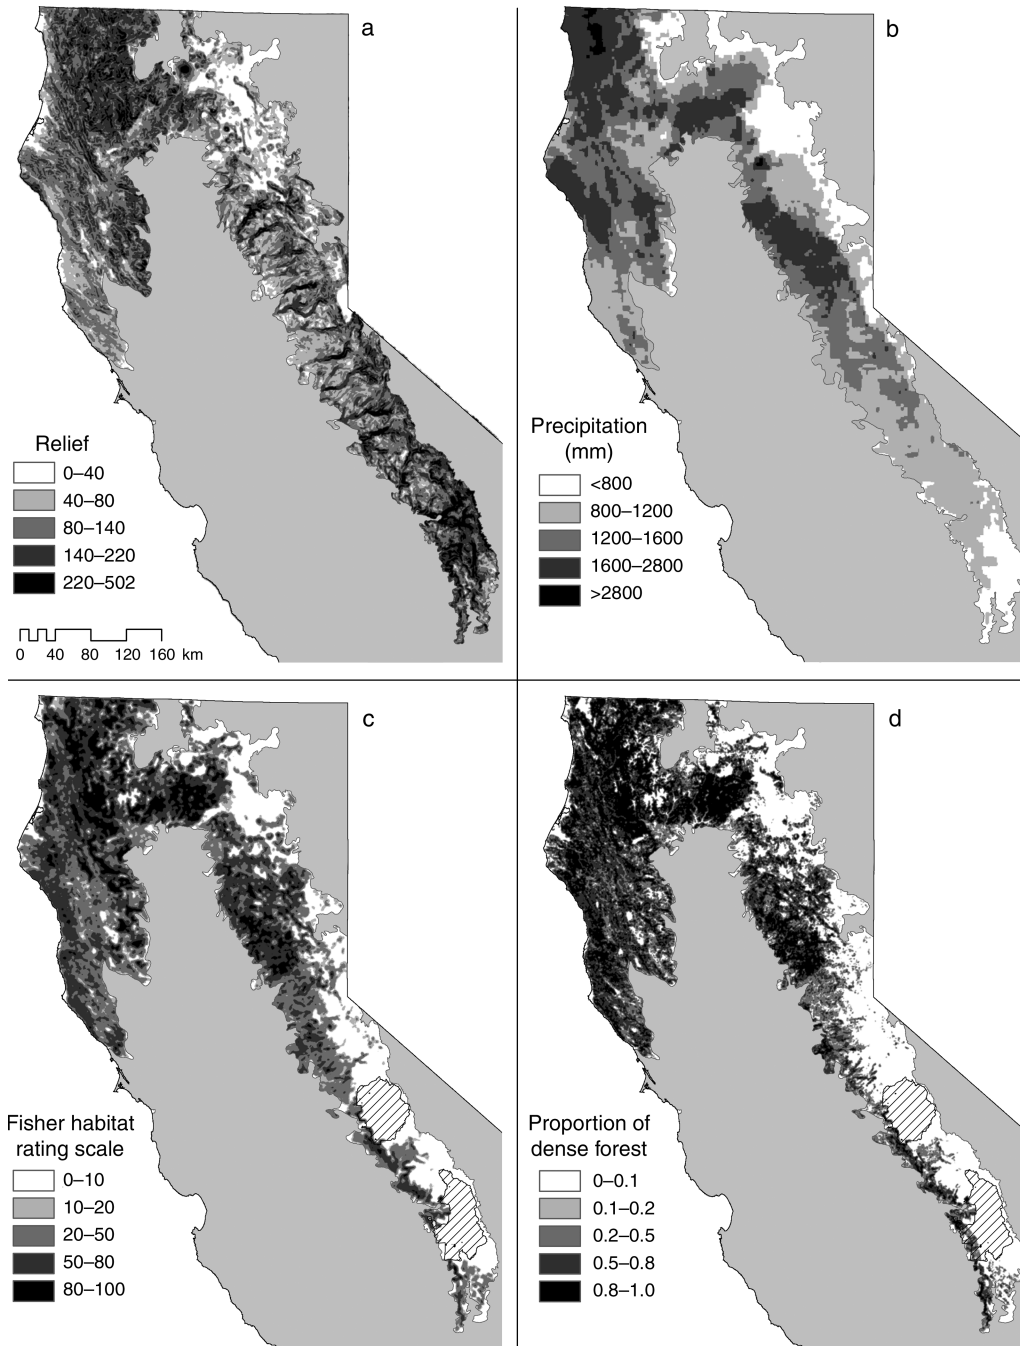 a
Relief
0–40
40–80
80–140
140–220
220–502
0 40 80 120 160 km
b
Precipitation
(mm)
<800
800–1200
1200–1600
1600–2800
>2800
c
Fisher habitat
rating scale
0–10
10–20
20–50
50–80
80–100
d
Proportion of
dense forest
0–0.1
0.1–0.2
0.2–0.5
0.5–0.8
0.8–1.0